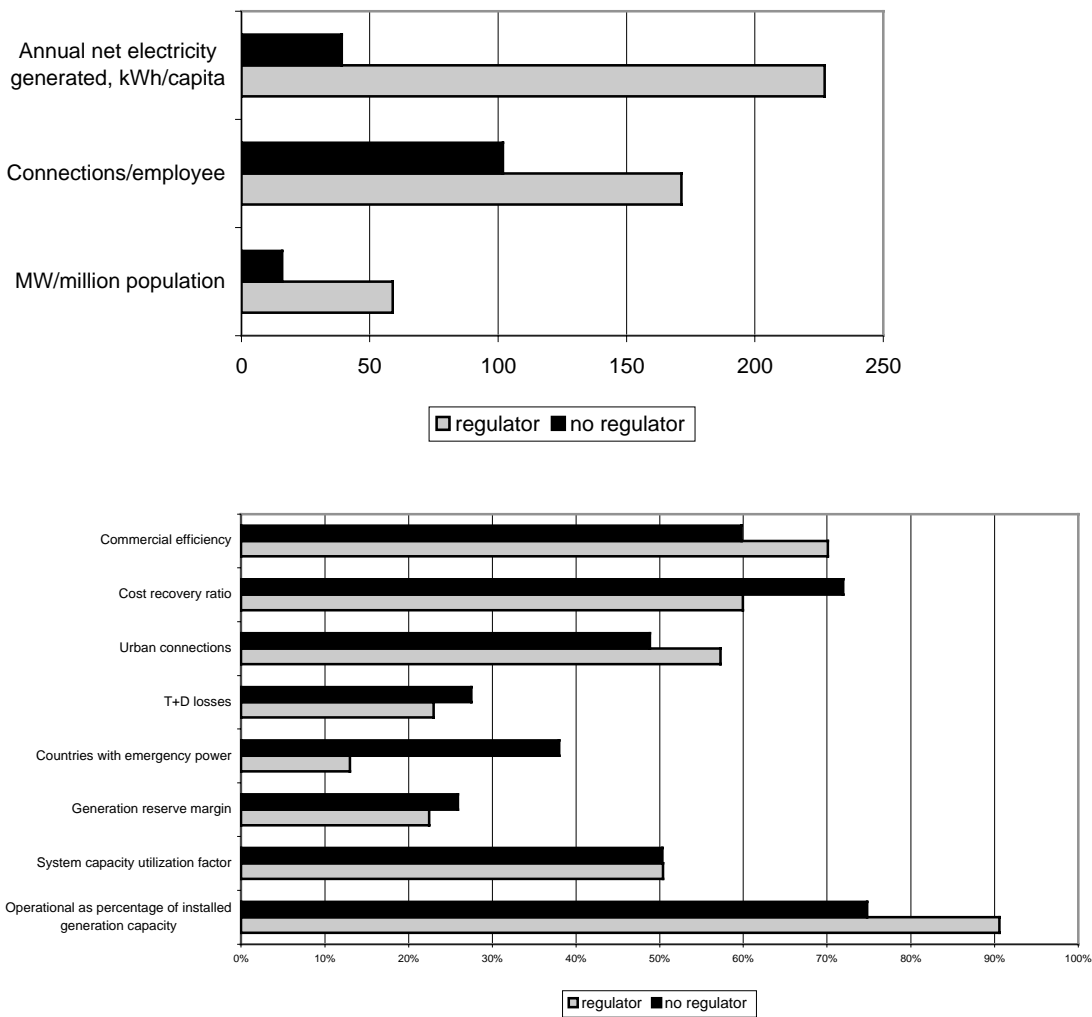 Annual net electricity
generated, kWh/capita
Connections/employee
MW/million population
0 50 100 150 200 250
regulator no regulator
Commercial efficiency
Cost recovery ratio
Urban connections
T+D losses
Countries with emergency power
Generation reserve margin
System capacity utilization factor
Operational as percentage of installed
generation capacity
0% 10% 20% 30% 40% 50% 60% 70% 80% 90% 100%
regulator no regulator